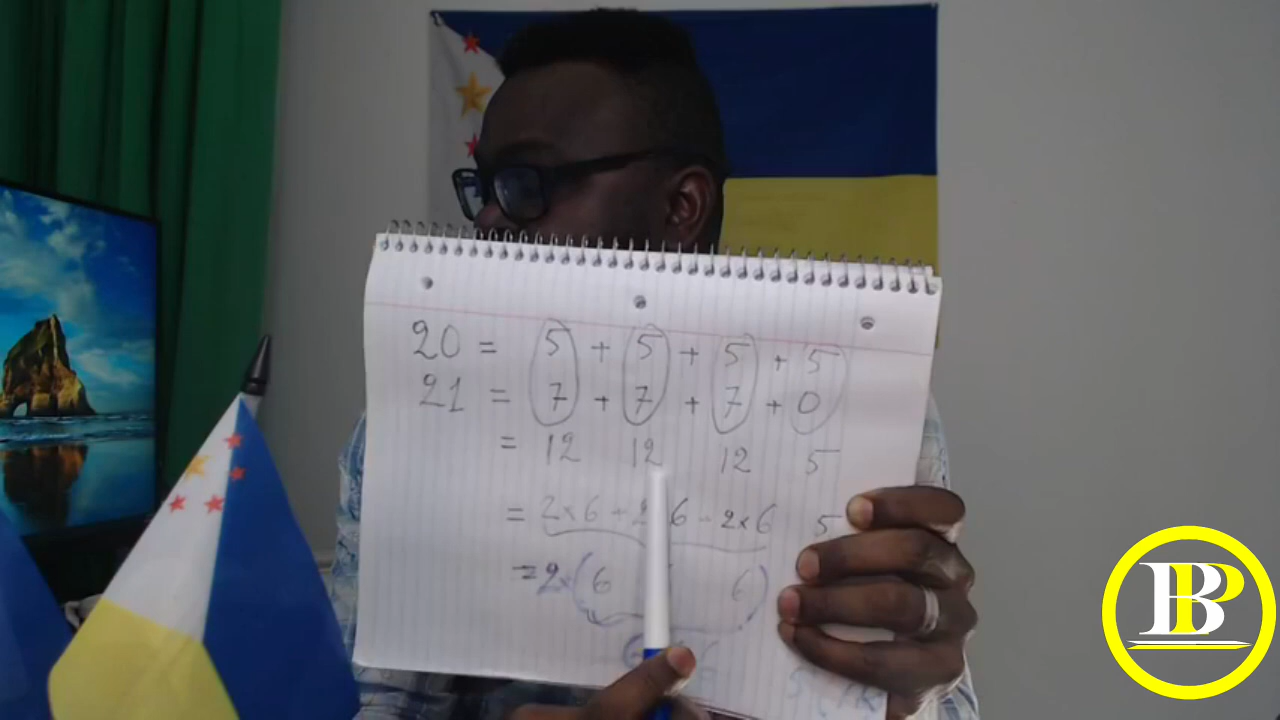 20 = 5 + 5 + 5 + 5
21 = 7 + 7 + 7 + 0
= 12 12 12 5
= 2×6 + 2 6 - 2×6 5
= 2×(6 6)
BP